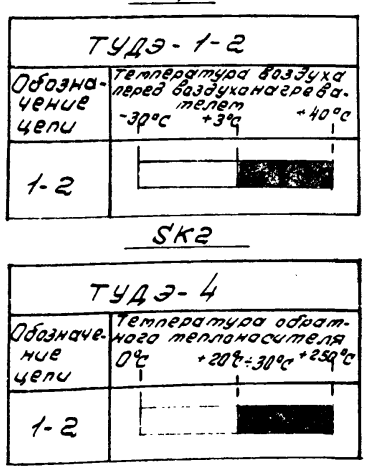 ТУДЭ-1-2
Обозна-
чение
цепи
Температура воздуха
перед воздуханагрева-
телем
-30°С +3°С +40°С
1-2
SK2
ТУДЭ-4
Обозначе-
ние
цепи
Температура обрат-
ного теплоносителя
0°С +20°С÷30°С +250°С
1-2